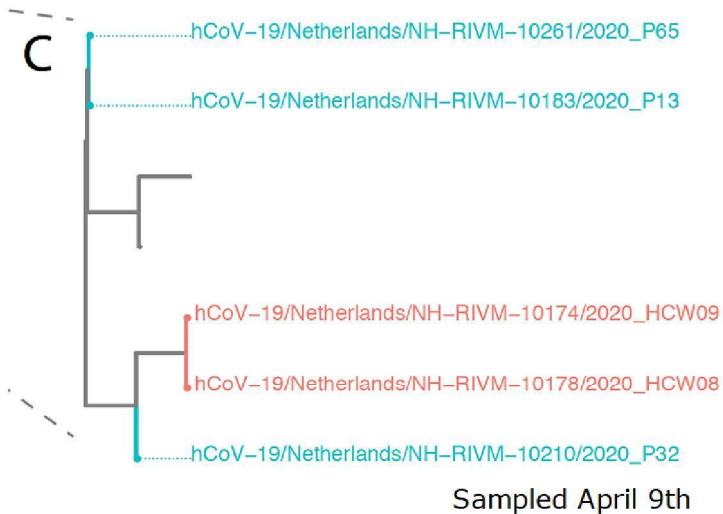 C
hCoV-19/Netherlands/NH-RIVM-10261/2020_P65
hCoV-19/Netherlands/NH-RIVM-10183/2020_P13
hCoV-19/Netherlands/NH-RIVM-10174/2020_HCW09
hCoV-19/Netherlands/NH-RIVM-10178/2020_HCW08
hCoV-19/Netherlands/NH-RIVM-10210/2020_P32
Sampled April 9th